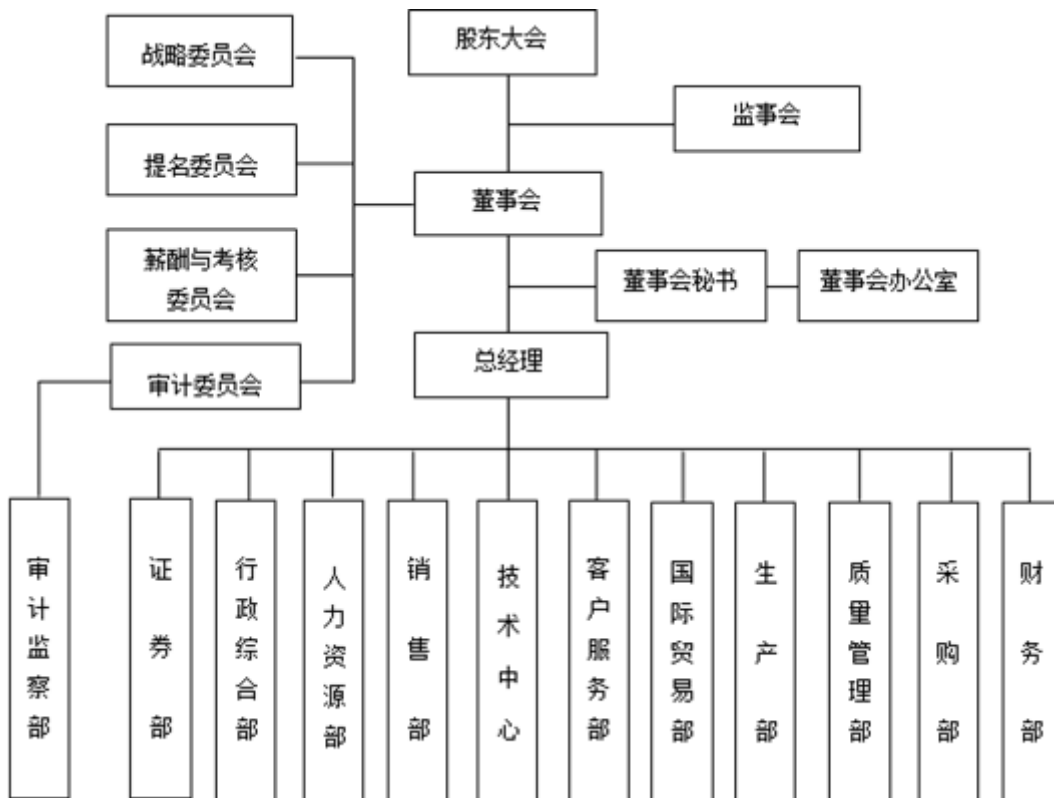 股东大会
战略委员会
监事会
提名委员会
董事会
薪酬与考核
委员会
董事会秘书
董事会办公室
总经理
审计委员会
审计监察部
证券部
行政综合部
人力资源部
销售部
技术中心
客户服务部
国际贸易部
生产部
质量管理部
采购部
财务部